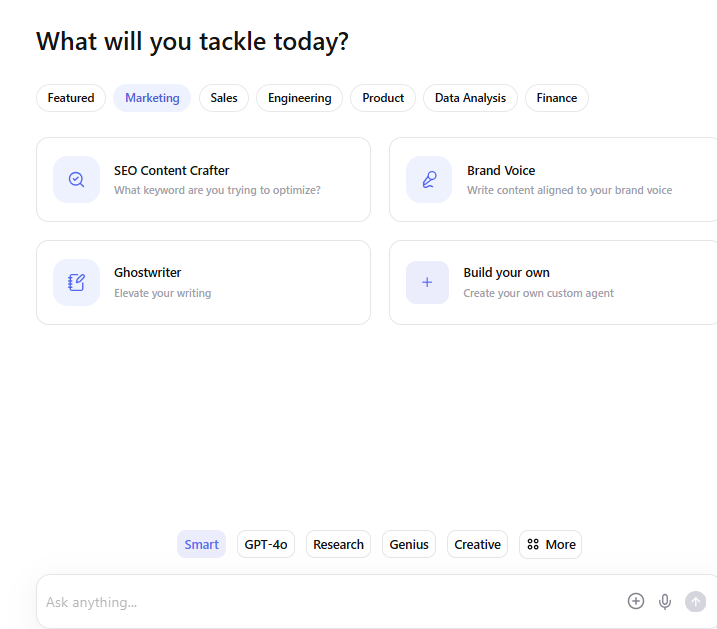 What will you tackle today?
Featured Marketing Sales Engineering Product Data Analysis Finance
SEO Content Crafter
What keyword are you trying to optimize?
Brand Voice
Write content aligned to your brand voice
Ghostwriter
Elevate your writing
Build your own
Create your own custom agent
Smart GPT-4o Research Genius Creative More
Ask anything...